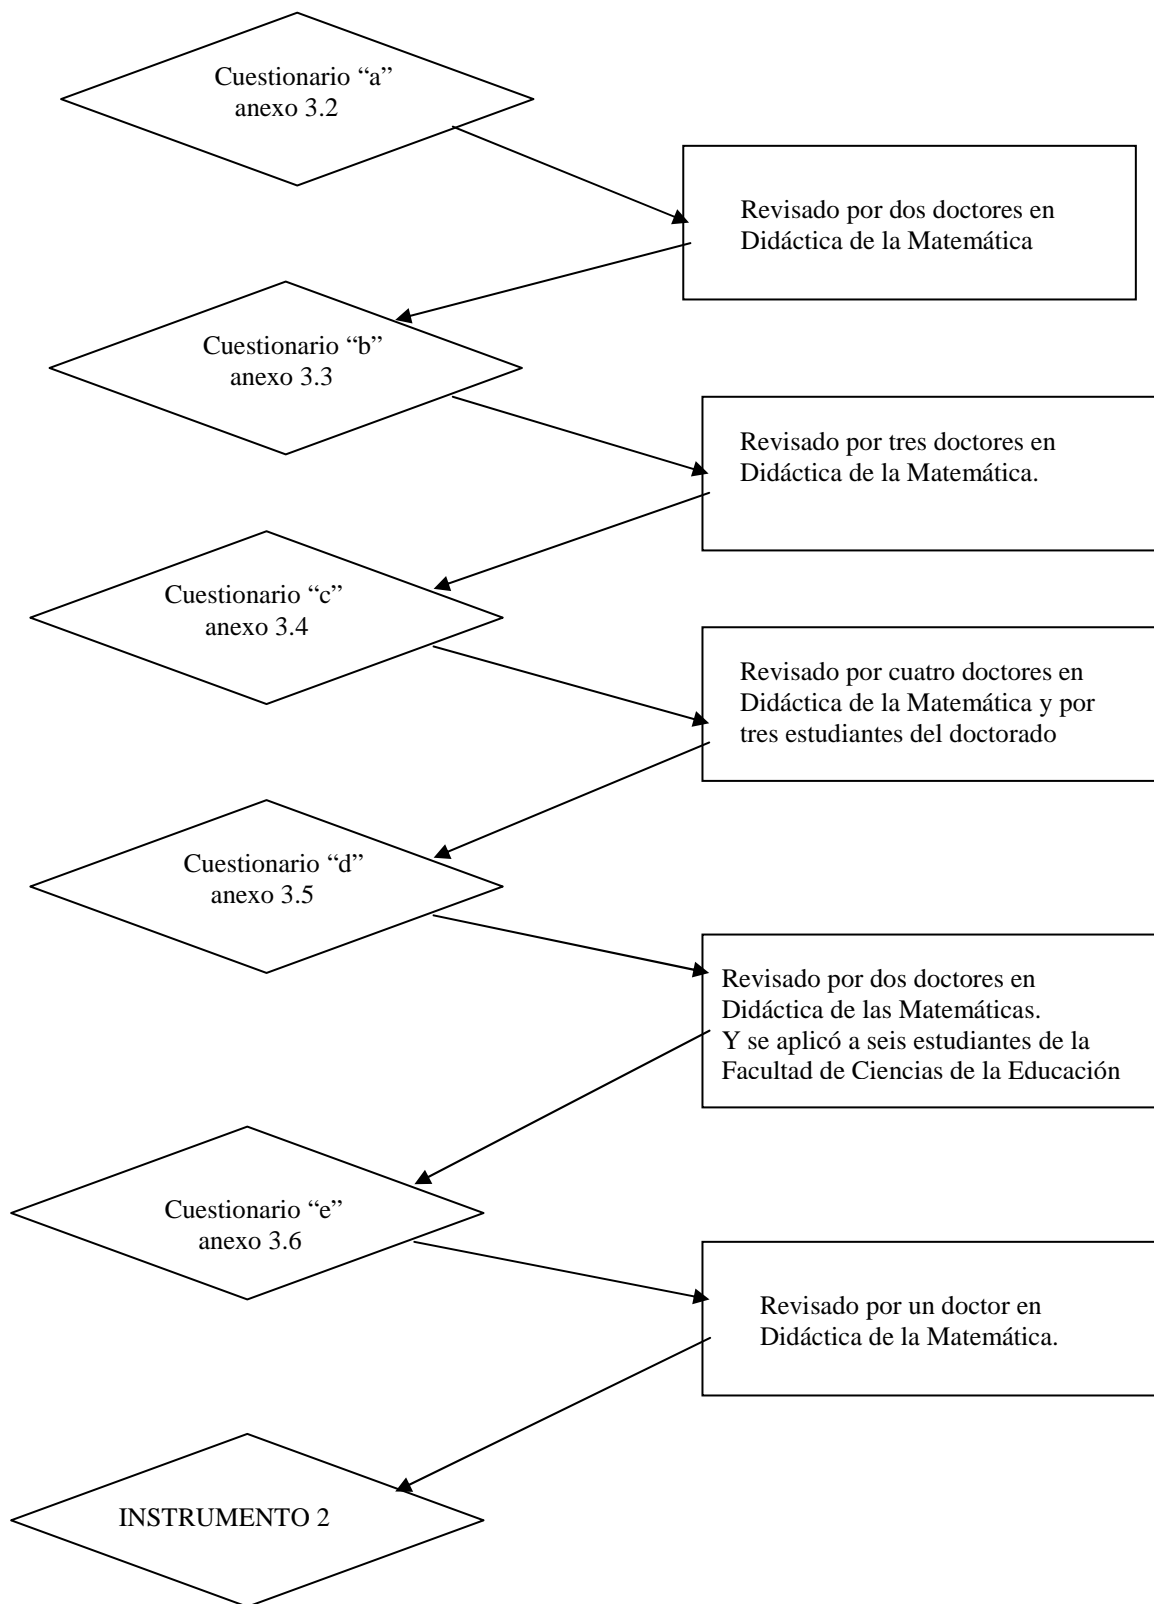 Cuestionario “a”
anexo 3.2
Revisado por dos doctores en
Didáctica de la Matemática
Cuestionario “b”
anexo 3.3
Revisado por tres doctores en
Didáctica de la Matemática.
Cuestionario “c”
anexo 3.4
Revisado por cuatro doctores en
Didáctica de la Matemática y por
tres estudiantes del doctorado
Cuestionario “d”
anexo 3.5
Revisado por dos doctores en
Didáctica de las Matemáticas.
Y se aplicó a seis estudiantes de la
Facultad de Ciencias de la Educación
Cuestionario “e”
anexo 3.6
Revisado por un doctor en
Didáctica de la Matemática.
INSTRUMENTO 2